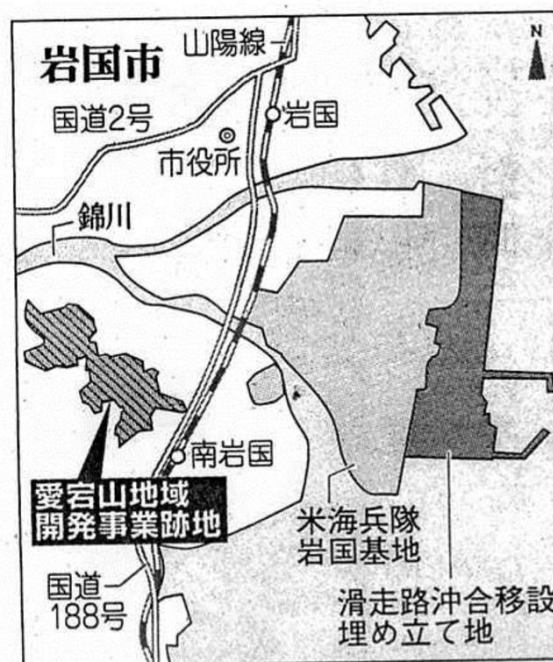 山陽線
N
岩国市
国道2号
岩国
市役所
錦川
南岩国
愛宕山地域
開発事業跡地
米海兵隊
岩国基地
国道
188号
滑走路沖合移設
埋め立て地